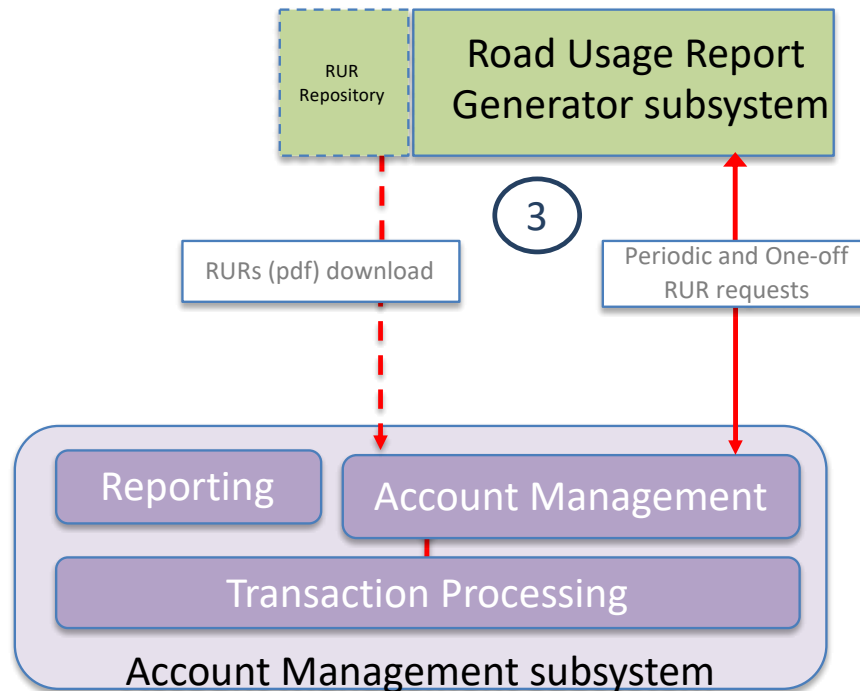 RUR
Repository
Road Usage Report
Generator subsystem
3
RURs (pdf) download
Periodic and One-off
RUR requests
Reporting
Account Management
Transaction Processing
Account Management subsystem